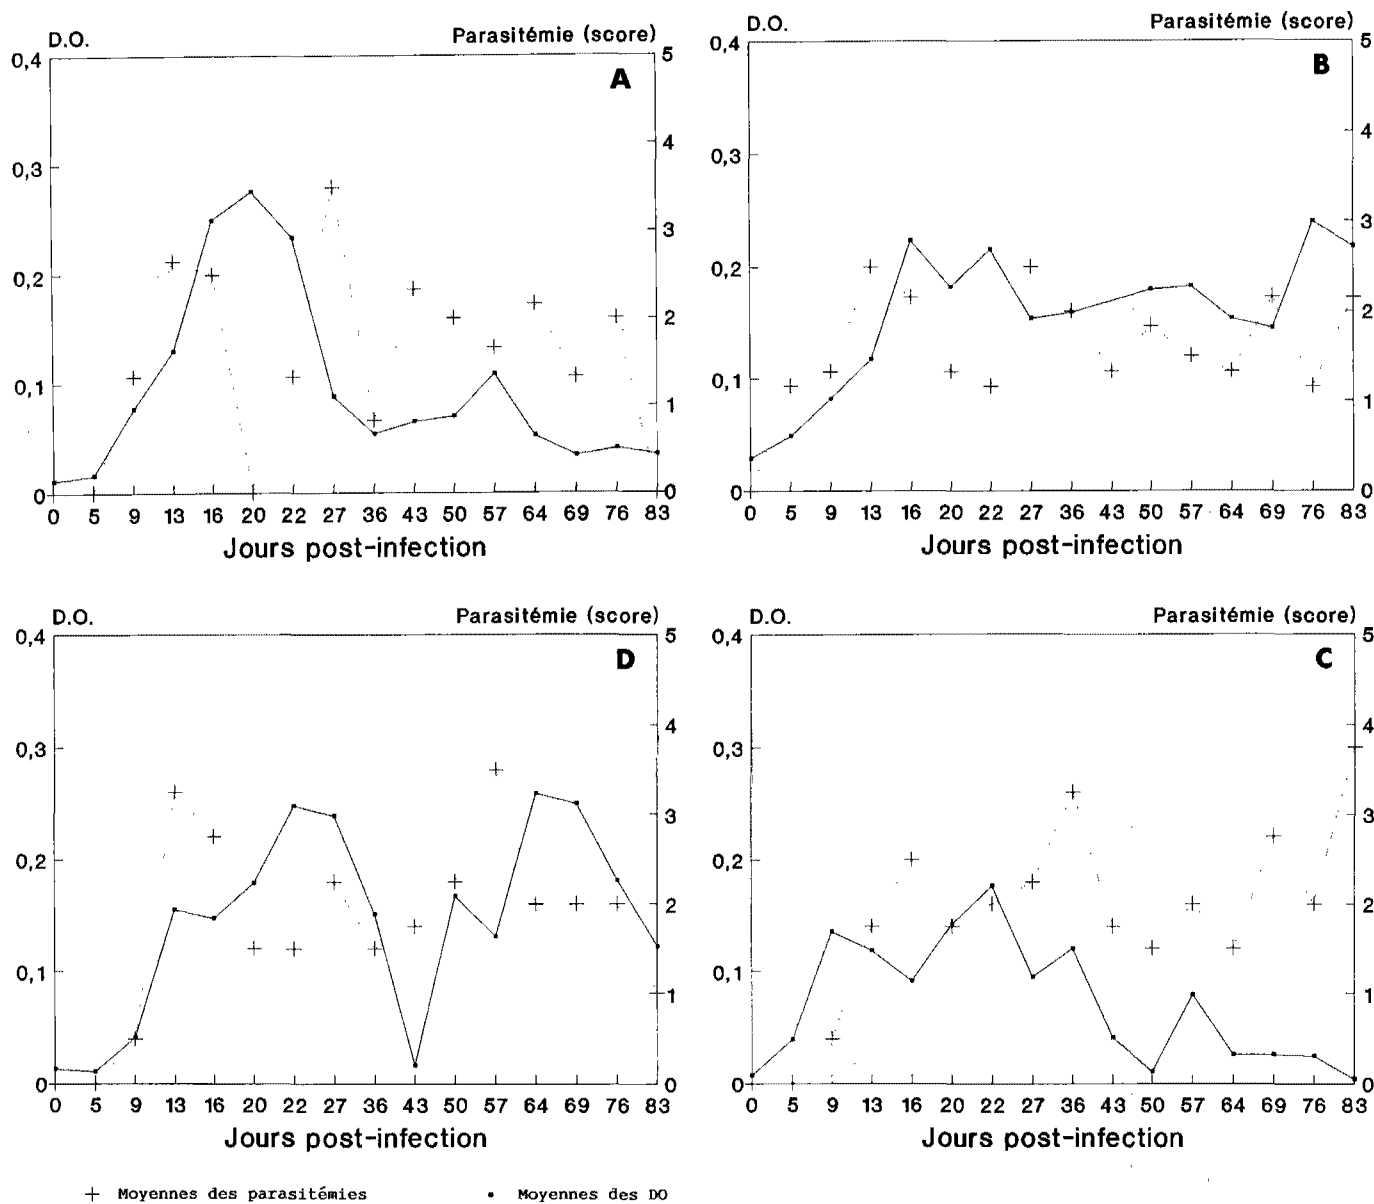 D.O. Parasitémie (score)
A
0,4
0,3
0,2
0,1
0
5
4
3
2
1
0
0 5 9 13 16 20 22 27 36 43 50 57 64 69 76 83
Jours post-infection
D.O. Parasitémie (score)
B
0,4
0,3
0,2
0,1
0
5
4
3
2
1
0
0 5 9 13 16 20 22 27 36 43 50 57 64 69 76 83
Jours post-infection
D.O. Parasitémie (score)
D
0,4
0,3
0,2
0,1
0
5
4
3
2
1
0
0 5 9 13 16 20 22 27 36 43 50 57 64 69 76 83
Jours post-infection
D.O. Parasitémie (score)
C
0,4
0,3
0,2
0,1
0
5
4
3
2
1
0
0 5 9 13 16 20 22 27 36 43 50 57 64 69 76 83
Jours post-infection
+ Moyennes des parasitémies
▪ Moyennes des DO